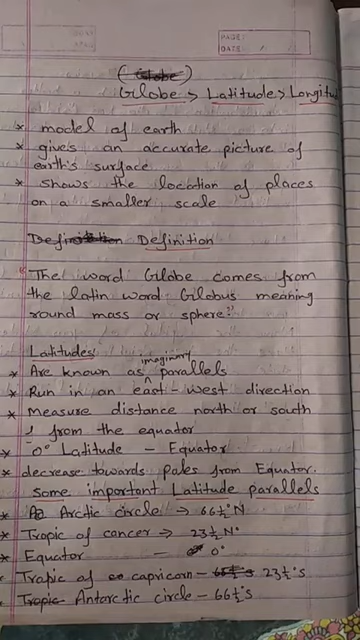 PAGE:
DATE:
(Globe)
Globe > Latitude > Longitu
* model of earth
* gives an accurate picture of
earth's surface
* shows the location of places
on a smaller scale
Definition Definition
"The word Globe comes from
the latin word Globus meaning
round mass or sphere."
Latitudes:
* Are known as imaginary parallels
* Run in an east-west direction
* Measure distance north or south
from the equator
* 0° Latitude - Equator
* decrease towards poles from Equator.
some important Latitude parallels
* Arctic circle → 66½°N
* Tropic of cancer → 23½N°
* Equator - 0°
* Tropic of capricorn - 23½°s
* Tropic Antarctic circle - 66½°s